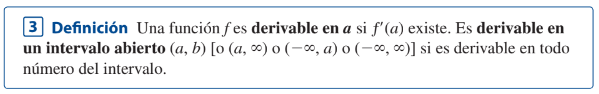 3 Definición Una función f es derivable en a si f′(a) existe. Es derivable en
un intervalo abierto (a, b) [o (a, ∞) o (−∞, a) o (−∞, ∞)] si es derivable en todo
número del intervalo.